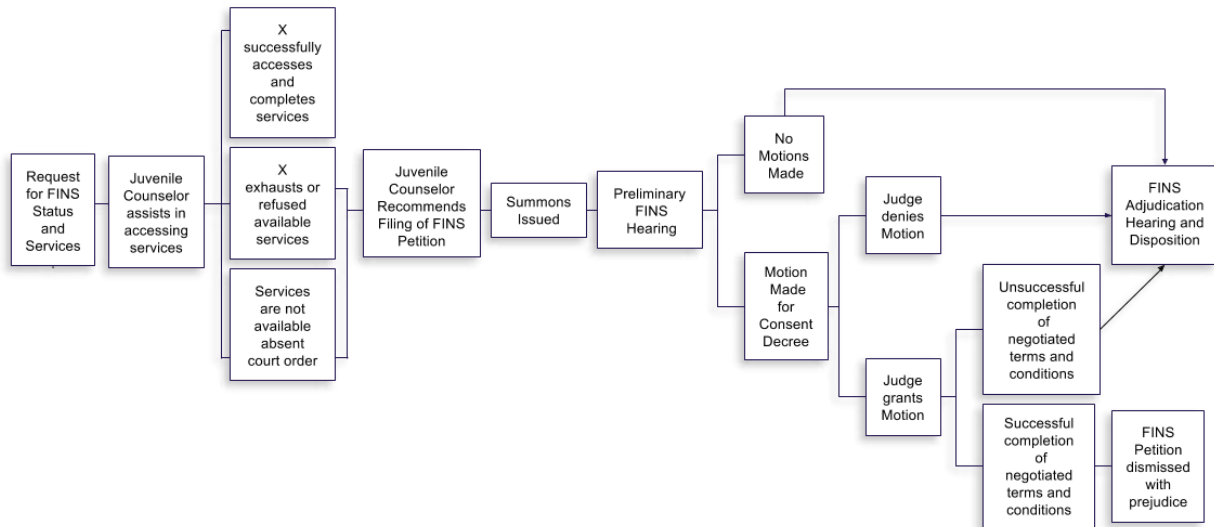 X
successfully
accesses
and
completes
services
Request
for FINS
Status
and
Services
Juvenile
Counselor
assists in
accessing
services
X
exhausts or
refused
available
services
Services
are not
available
absent
court order
Juvenile
Counselor
Recommends
Filing of FINS
Petition
Summons
Issued
Preliminary
FINS
Hearing
No
Motions
Made
Motion
Made
for
Consent
Decree
Judge
denies
Motion
Judge
grants
Motion
FINS
Adjudication
Hearing and
Disposition
Unsuccessful
completion
of
negotiated
terms and
conditions
Successful
completion
of
negotiated
terms and
conditions
FINS
Petition
dismissed
with
prejudice